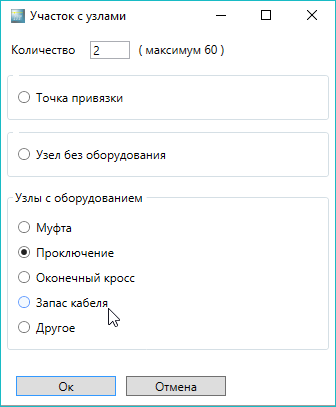 Участок с узлами
Количество 2 ( максимум 60 )
Точка привязки
Узел без оборудования
Узлы с оборудованием
Муфта
Проключение
Оконечный кросс
Запас кабеля
Другое
Ок Отмена